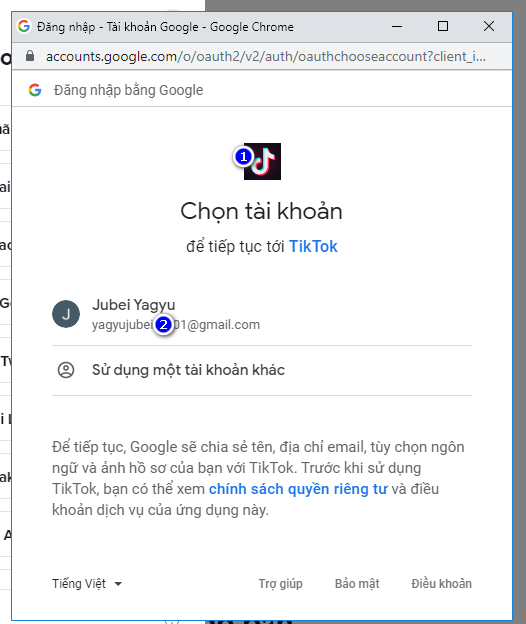 Đăng nhập - Tài khoản Google - Google Chrome
accounts.google.com/o/oauth2/v2/auth/oauthchooseaccount?client_i...
Đăng nhập bằng Google
1
Chọn tài khoản
để tiếp tục tới TikTok
J
Jubei Yagyu
2
01@gmail.com
Sử dụng một tài khoản khác
Để tiếp tục, Google sẽ chia sẻ tên, địa chỉ email, tùy chọn ngôn
ngữ và ảnh hồ sơ của bạn với TikTok. Trước khi sử dụng
TikTok, bạn có thể xem chính sách quyền riêng tư và điều
khoản dịch vụ của ứng dụng này.
Tiếng Việt
Trợ giúp Bảo mật Điều khoản